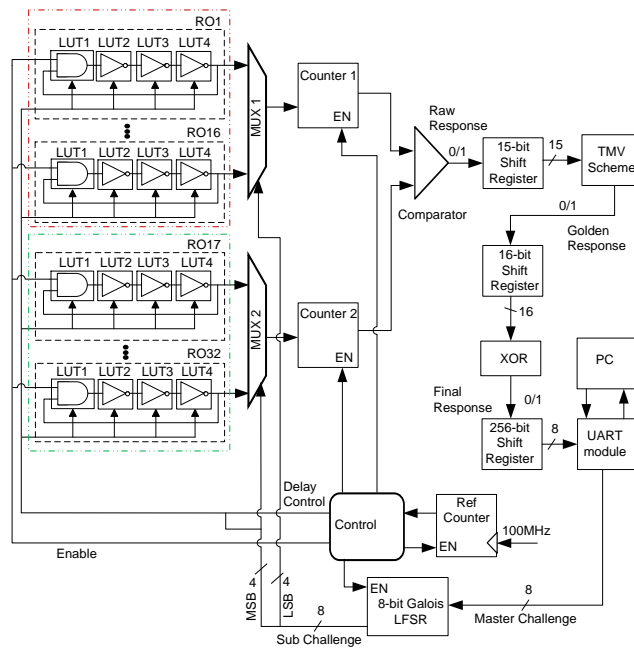 RO1
LUT1 LUT2 LUT3 LUT4
RO16
LUT1 LUT2 LUT3 LUT4
MUX 1
Counter 1
EN
Raw
Response
0/1
Comparator
15-bit
Shift
Register
15
TMV
Scheme
0/1
Golden
Response
RO17
LUT1 LUT2 LUT3 LUT4
RO32
LUT1 LUT2 LUT3 LUT4
MUX 2
Counter 2
EN
16-bit
Shift
Register
16
XOR
0/1
Final
Response
256-bit
Shift
Register
8
PC
UART
module
Delay
Control
Enable
Control
Ref
Counter
EN
100MHz
MSB
4
LSB
4
8
Sub Challenge
EN
8-bit Galois
LFSR
8
Master Challenge